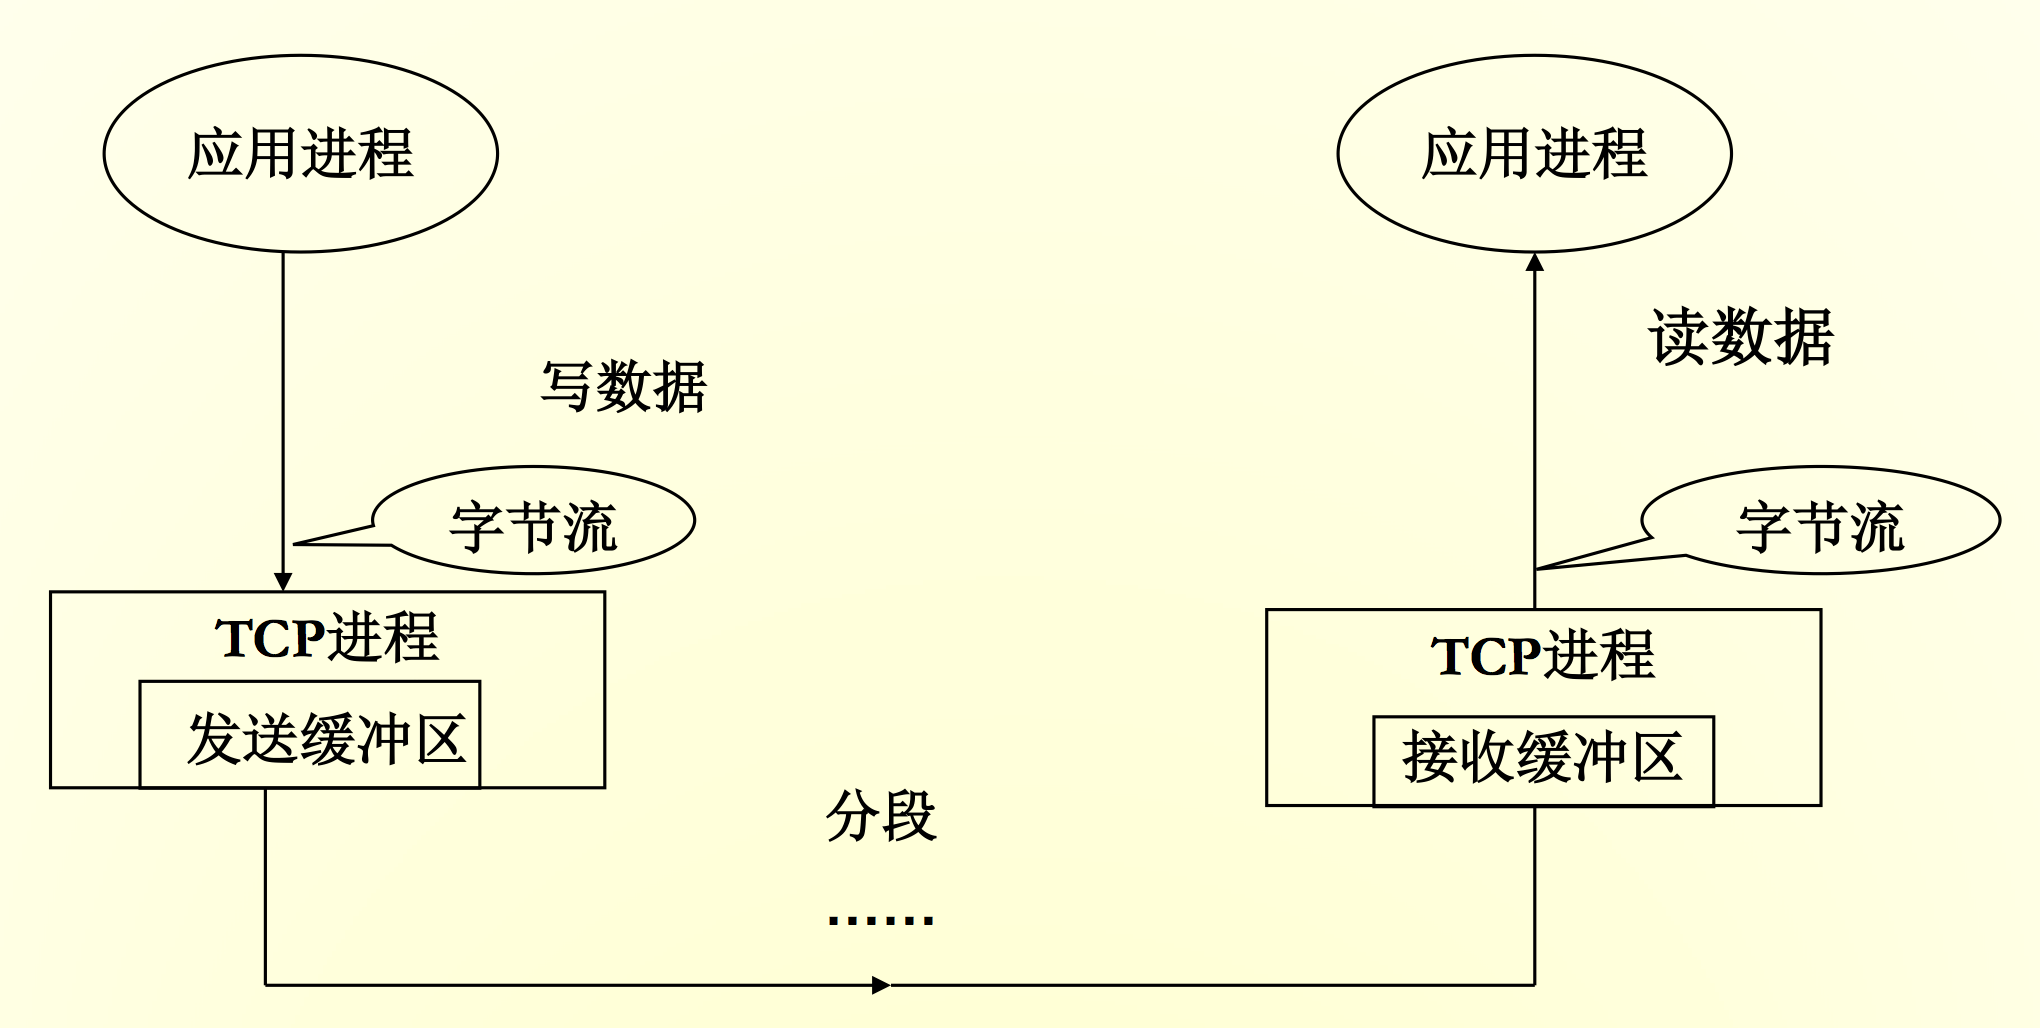 应用进程
应用进程
读数据
写数据
字节流
字节流
TCP进程
TCP进程
发送缓冲区
接收缓冲区
分段
······